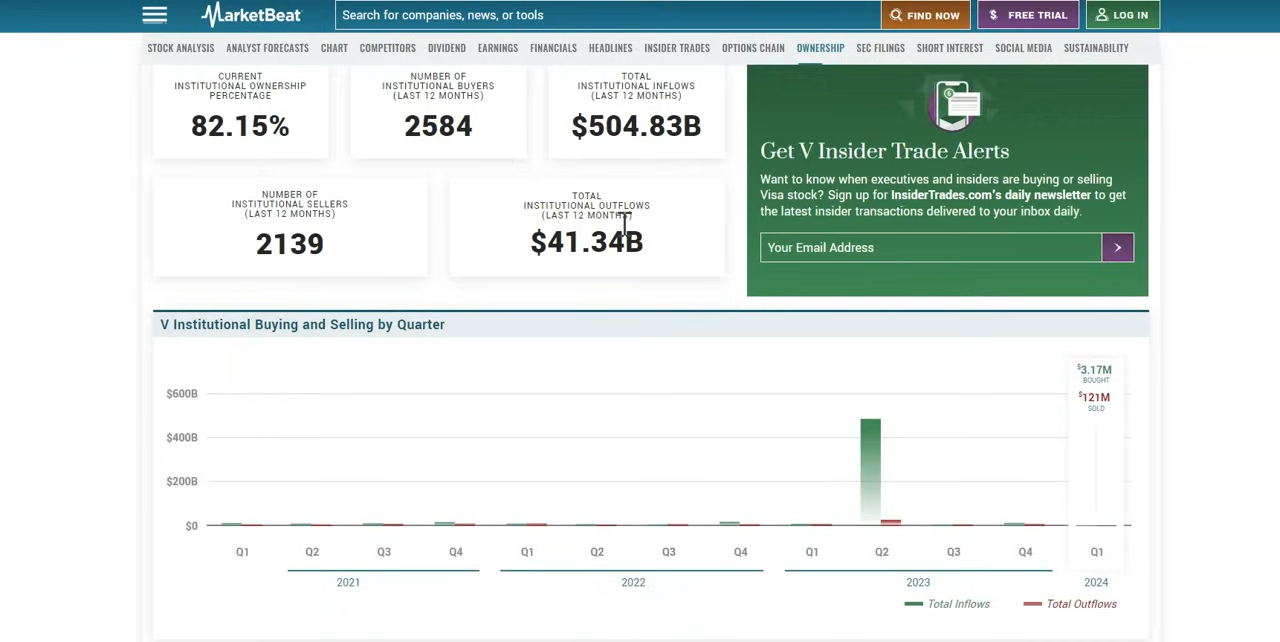 MarketBeat
Search for companies, news, or tools
FIND NOW
$ FREE TRIAL
LOG IN
STOCK ANALYSIS ANALYST FORECASTS CHART COMPETITORS DIVIDEND EARNINGS FINANCIALS HEADLINES INSIDER TRADES OPTIONS CHAIN OWNERSHIP SEC FILINGS SHORT INTEREST SOCIAL MEDIA SUSTAINABILITY
CURRENT
INSTITUTIONAL OWNERSHIP
PERCENTAGE
82.15%
NUMBER OF
INSTITUTIONAL BUYERS
(LAST 12 MONTHS)
2584
TOTAL
INSTITUTIONAL INFLOWS
(LAST 12 MONTHS)
$504.83B
NUMBER OF
INSTITUTIONAL SELLERS
(LAST 12 MONTHS)
2139
TOTAL
INSTITUTIONAL OUTFLOWS
(LAST 12 MONTHS)
$41.34B
Get V Insider Trade Alerts
Want to know when executives and insiders are buying or selling
Visa stock? Sign up for InsiderTrades.com's daily newsletter to get
the latest insider transactions delivered to your inbox daily.
Your Email Address
V Institutional Buying and Selling by Quarter
$3.17M
BOUGHT
$121M
SOLD
$600B
$400B
$200B
$0
Q1 Q2 Q3 Q4 Q1 Q2 Q3 Q4 Q1 Q2 Q3 Q4 Q1
2021 2022 2023 2024
Total Inflows Total Outflows